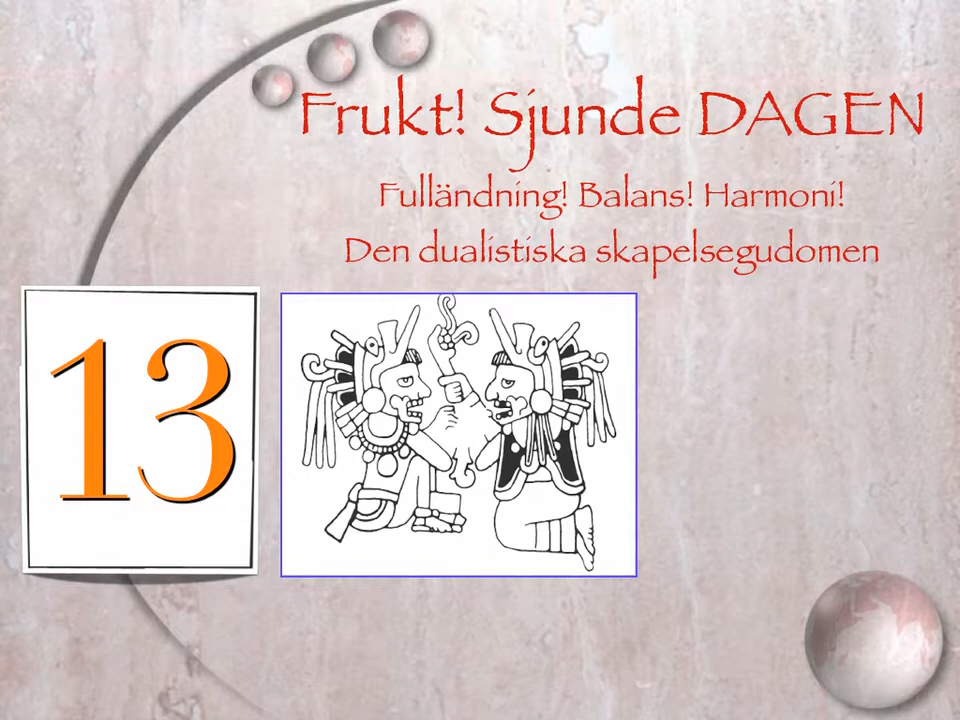 Frukt! Sjunde DAGEN
Fulländning! Balans! Harmoni!
Den dualistiska skapelsegudomen
13